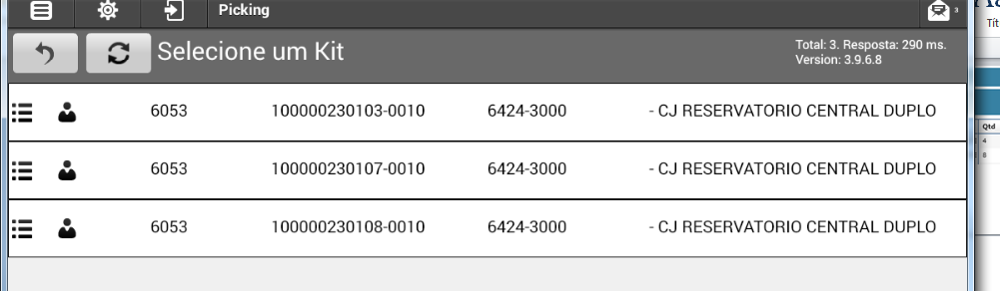 Picking
3
Selecione um Kit
Total: 3. Resposta: 290 ms.
Version: 3.9.6.8
6053 100000230103-0010 6424-3000 - CJ RESERVATORIO CENTRAL DUPLO
6053 100000230107-0010 6424-3000 - CJ RESERVATORIO CENTRAL DUPLO
6053 100000230108-0010 6424-3000 - CJ RESERVATORIO CENTRAL DUPLO
Tít
Qtd
4
8